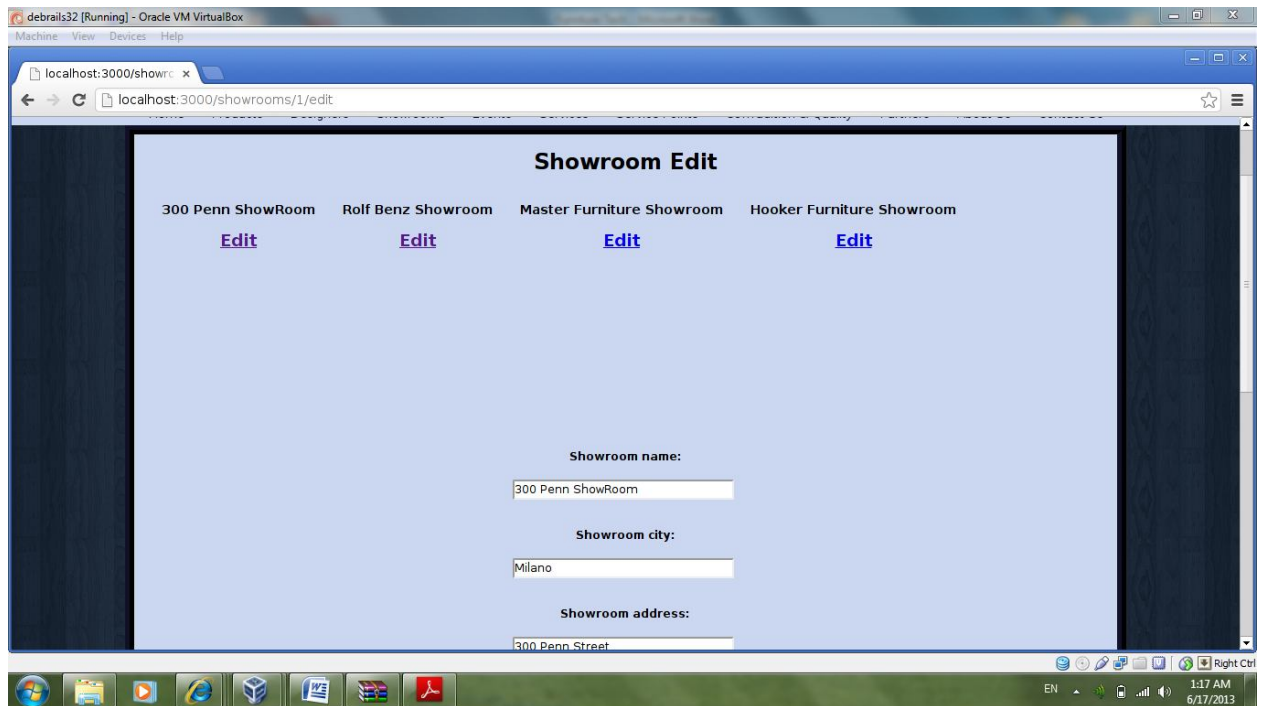 debrails32 [Running] - Oracle VM VirtualBox
Machine View Devices Help
localhost:3000/showrc x
localhost:3000/showrooms/1/edit
Showroom Edit
300 Penn ShowRoom Rolf Benz Showroom Master Furniture Showroom Hooker Furniture Showroom
Edit Edit Edit Edit
Showroom name:
300 Penn ShowRoom
Showroom city:
Milano
Showroom address:
300 Penn Street
Right Ctrl
EN 1:17 AM
6/17/2013